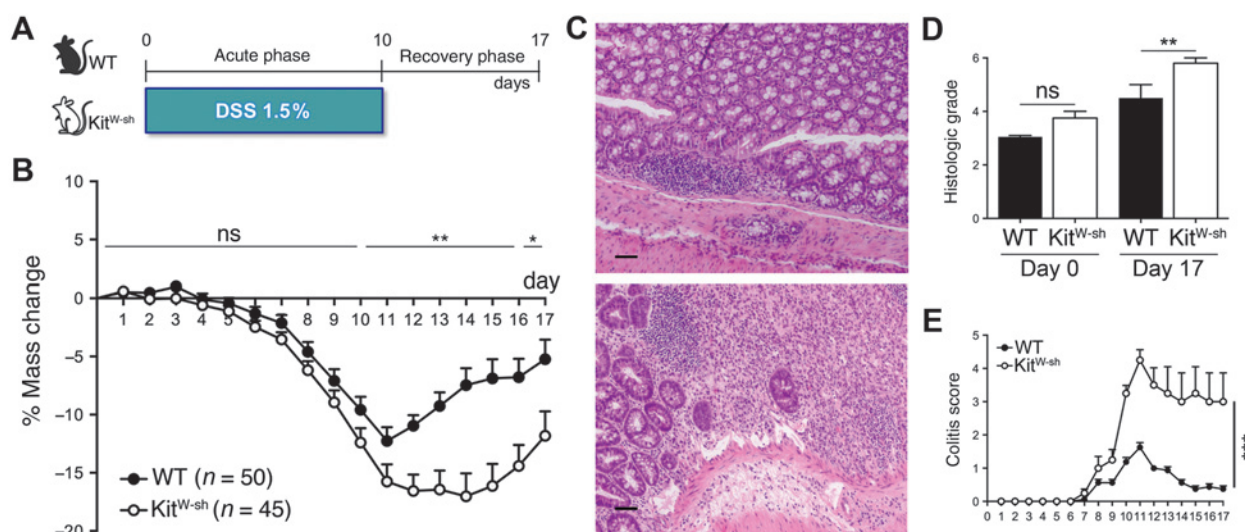 A
WT
Kit^W-sh
0 10 17
Acute phase Recovery phase
days
DSS 1.5%
B
% Mass change
10
5
0
−5
−10
−15
−20
ns ** *
day
1 2 3 4 5 6 7 8 9 10 11 12 13 14 15 16 17
WT (n = 50)
Kit^W-sh (n = 45)
C
D
Histologic grade
6
4
2
0
ns **
WT Kit^W-sh WT Kit^W-sh
Day 0 Day 17
E
WT
Kit^W-sh
Colitis score
5
4
3
2
1
0
***
0 1 2 3 4 5 6 7 8 9 10 11 12 13 14 15 16 17